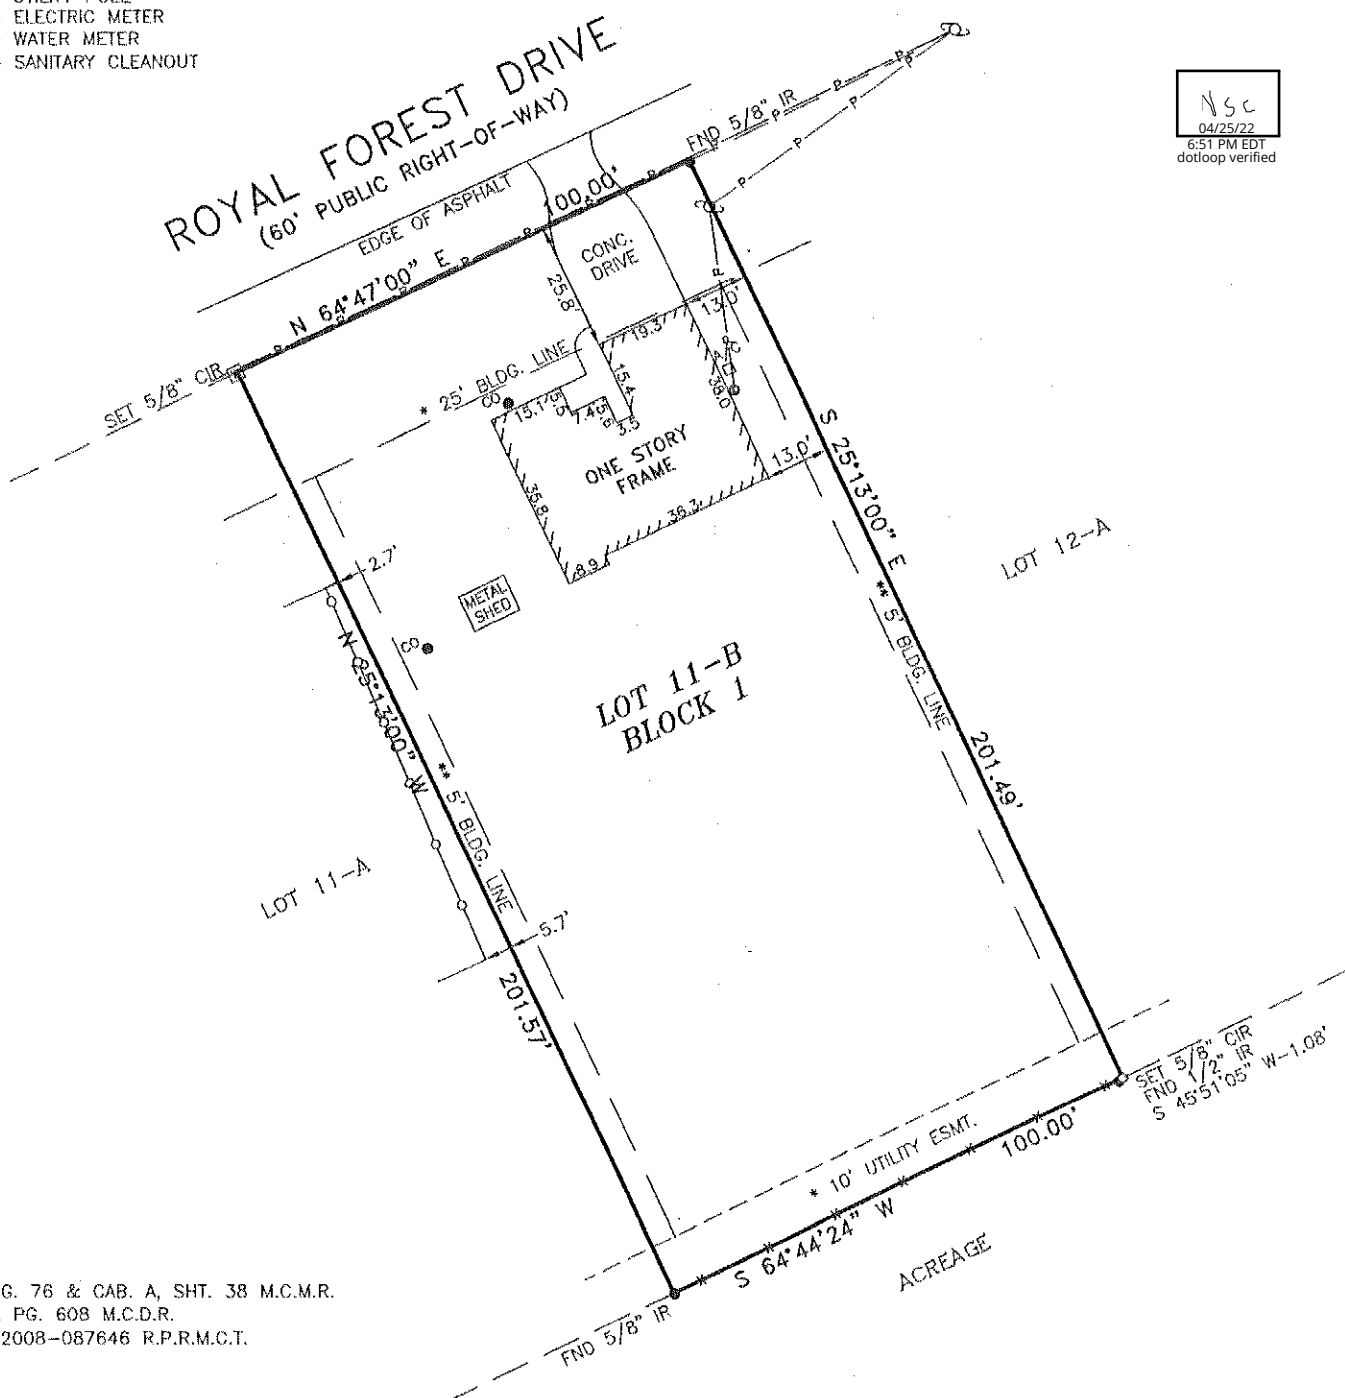 ELECTRIC METER
WATER METER
SANITARY CLEANOUT
ROYAL FOREST DRIVE
(60' PUBLIC RIGHT-OF-WAY)
EDGE OF ASPHALT
FND 5/8" IR
04/25/22
6:51 PM EDT
dotloop verified
N 64°47'00" E
100.00'
CONC.
DRIVE
25.8'
SET 5/8" CIR
* 25' BLDG. LINE
19.3'
13.0'
A/C
38.0
15.4
CO
15.1
5.5
7.4
5.6
3.5
ONE STORY
FRAME
35.8
36.3'
8.9
13.0'
S 25°13'00" E
201.49'
** 5' BLDG. LINE
LOT 12-A
2.7'
METAL
SHED
CO
N 25°13'00" W
201.57'
** 5' BLDG. LINE
LOT 11-B
BLOCK 1
LOT 11-A
5.7'
SET 5/8" CIR
FND 1/2" IR
S 45°51'05" W-1.08'
* 10' UTILITY ESMT.
100.00'
S 64°44'24" W
ACREAGE
FND 5/8" IR
G. 76 & CAB. A, SHT. 38 M.C.M.R.
PG. 608 M.C.D.R.
2008-087646 R.P.R.M.C.T.